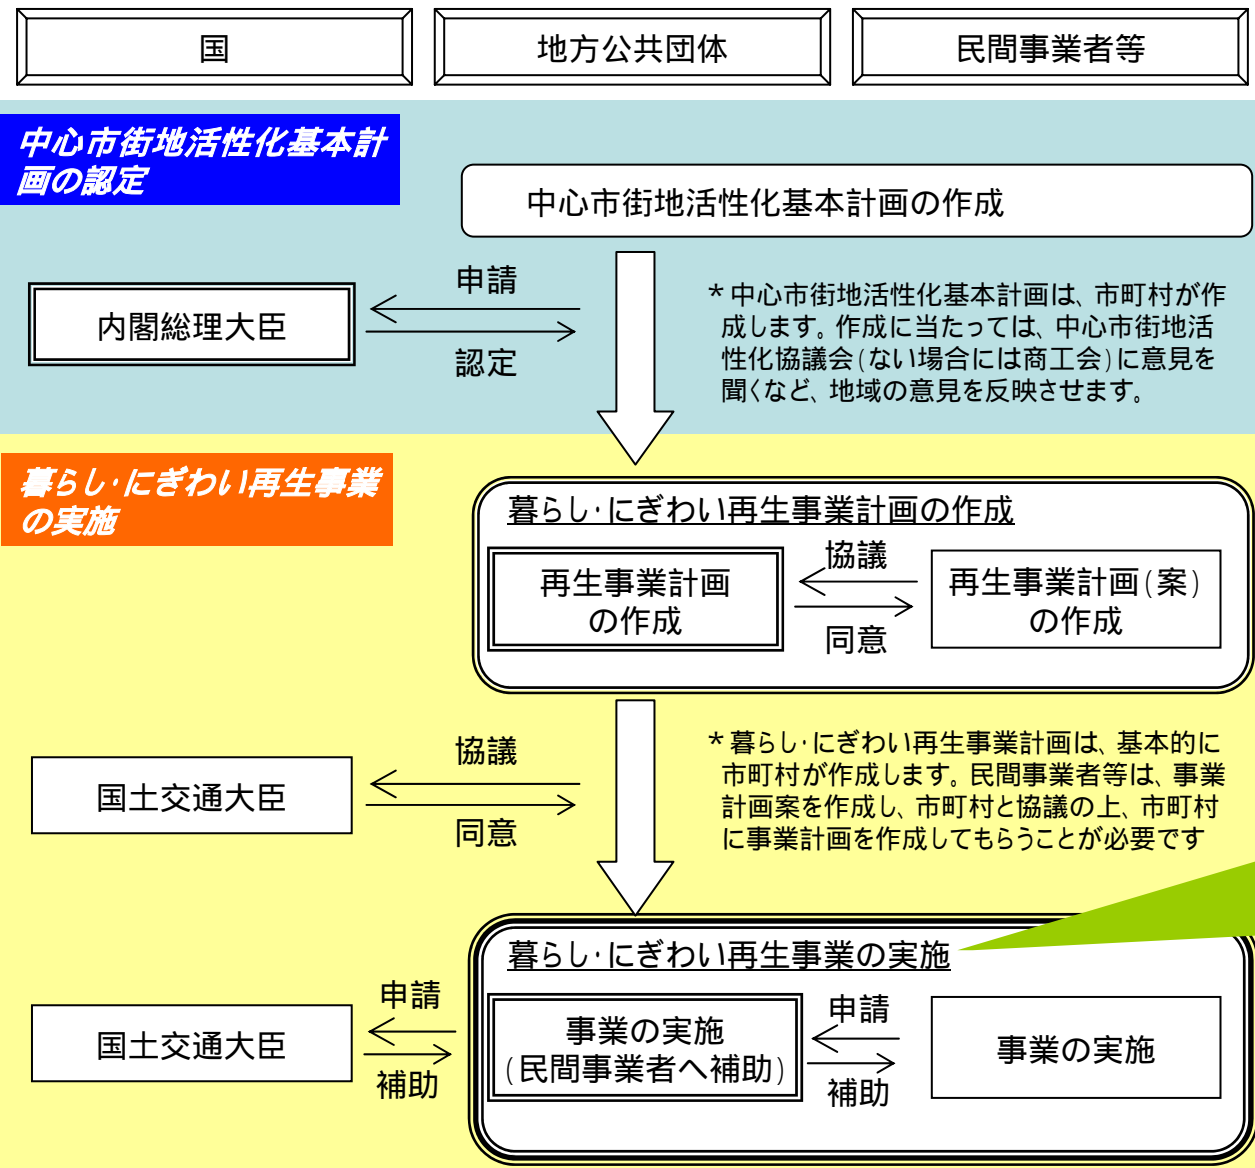 国
地方公共団体
民間事業者等
中心市街地活性化基本計
画の認定
中心市街地活性化基本計画の作成
申請
内閣総理大臣
認定
*中心市街地活性化基本計画は、市町村が作
成します。作成に当たっては、中心市街地活
性化協議会(ない場合には商工会)に意見を
聞くなど、地域の意見を反映させます。
暮らし・にぎわい再生事業
の実施
暮らし・にぎわい再生事業計画の作成
再生事業計画
の作成
協議
同意
再生事業計画(案)
の作成
協議
国土交通大臣
同意
*暮らし・にぎわい再生事業計画は、基本的に
市町村が作成します。民間事業者等は、事業
計画案を作成し、市町村と協議の上、市町村
に事業計画を作成してもらうことが必要です
暮らし・にぎわい再生事業の実施
国土交通大臣
申請
補助
事業の実施
(民間事業者へ補助)
申請
補助
事業の実施